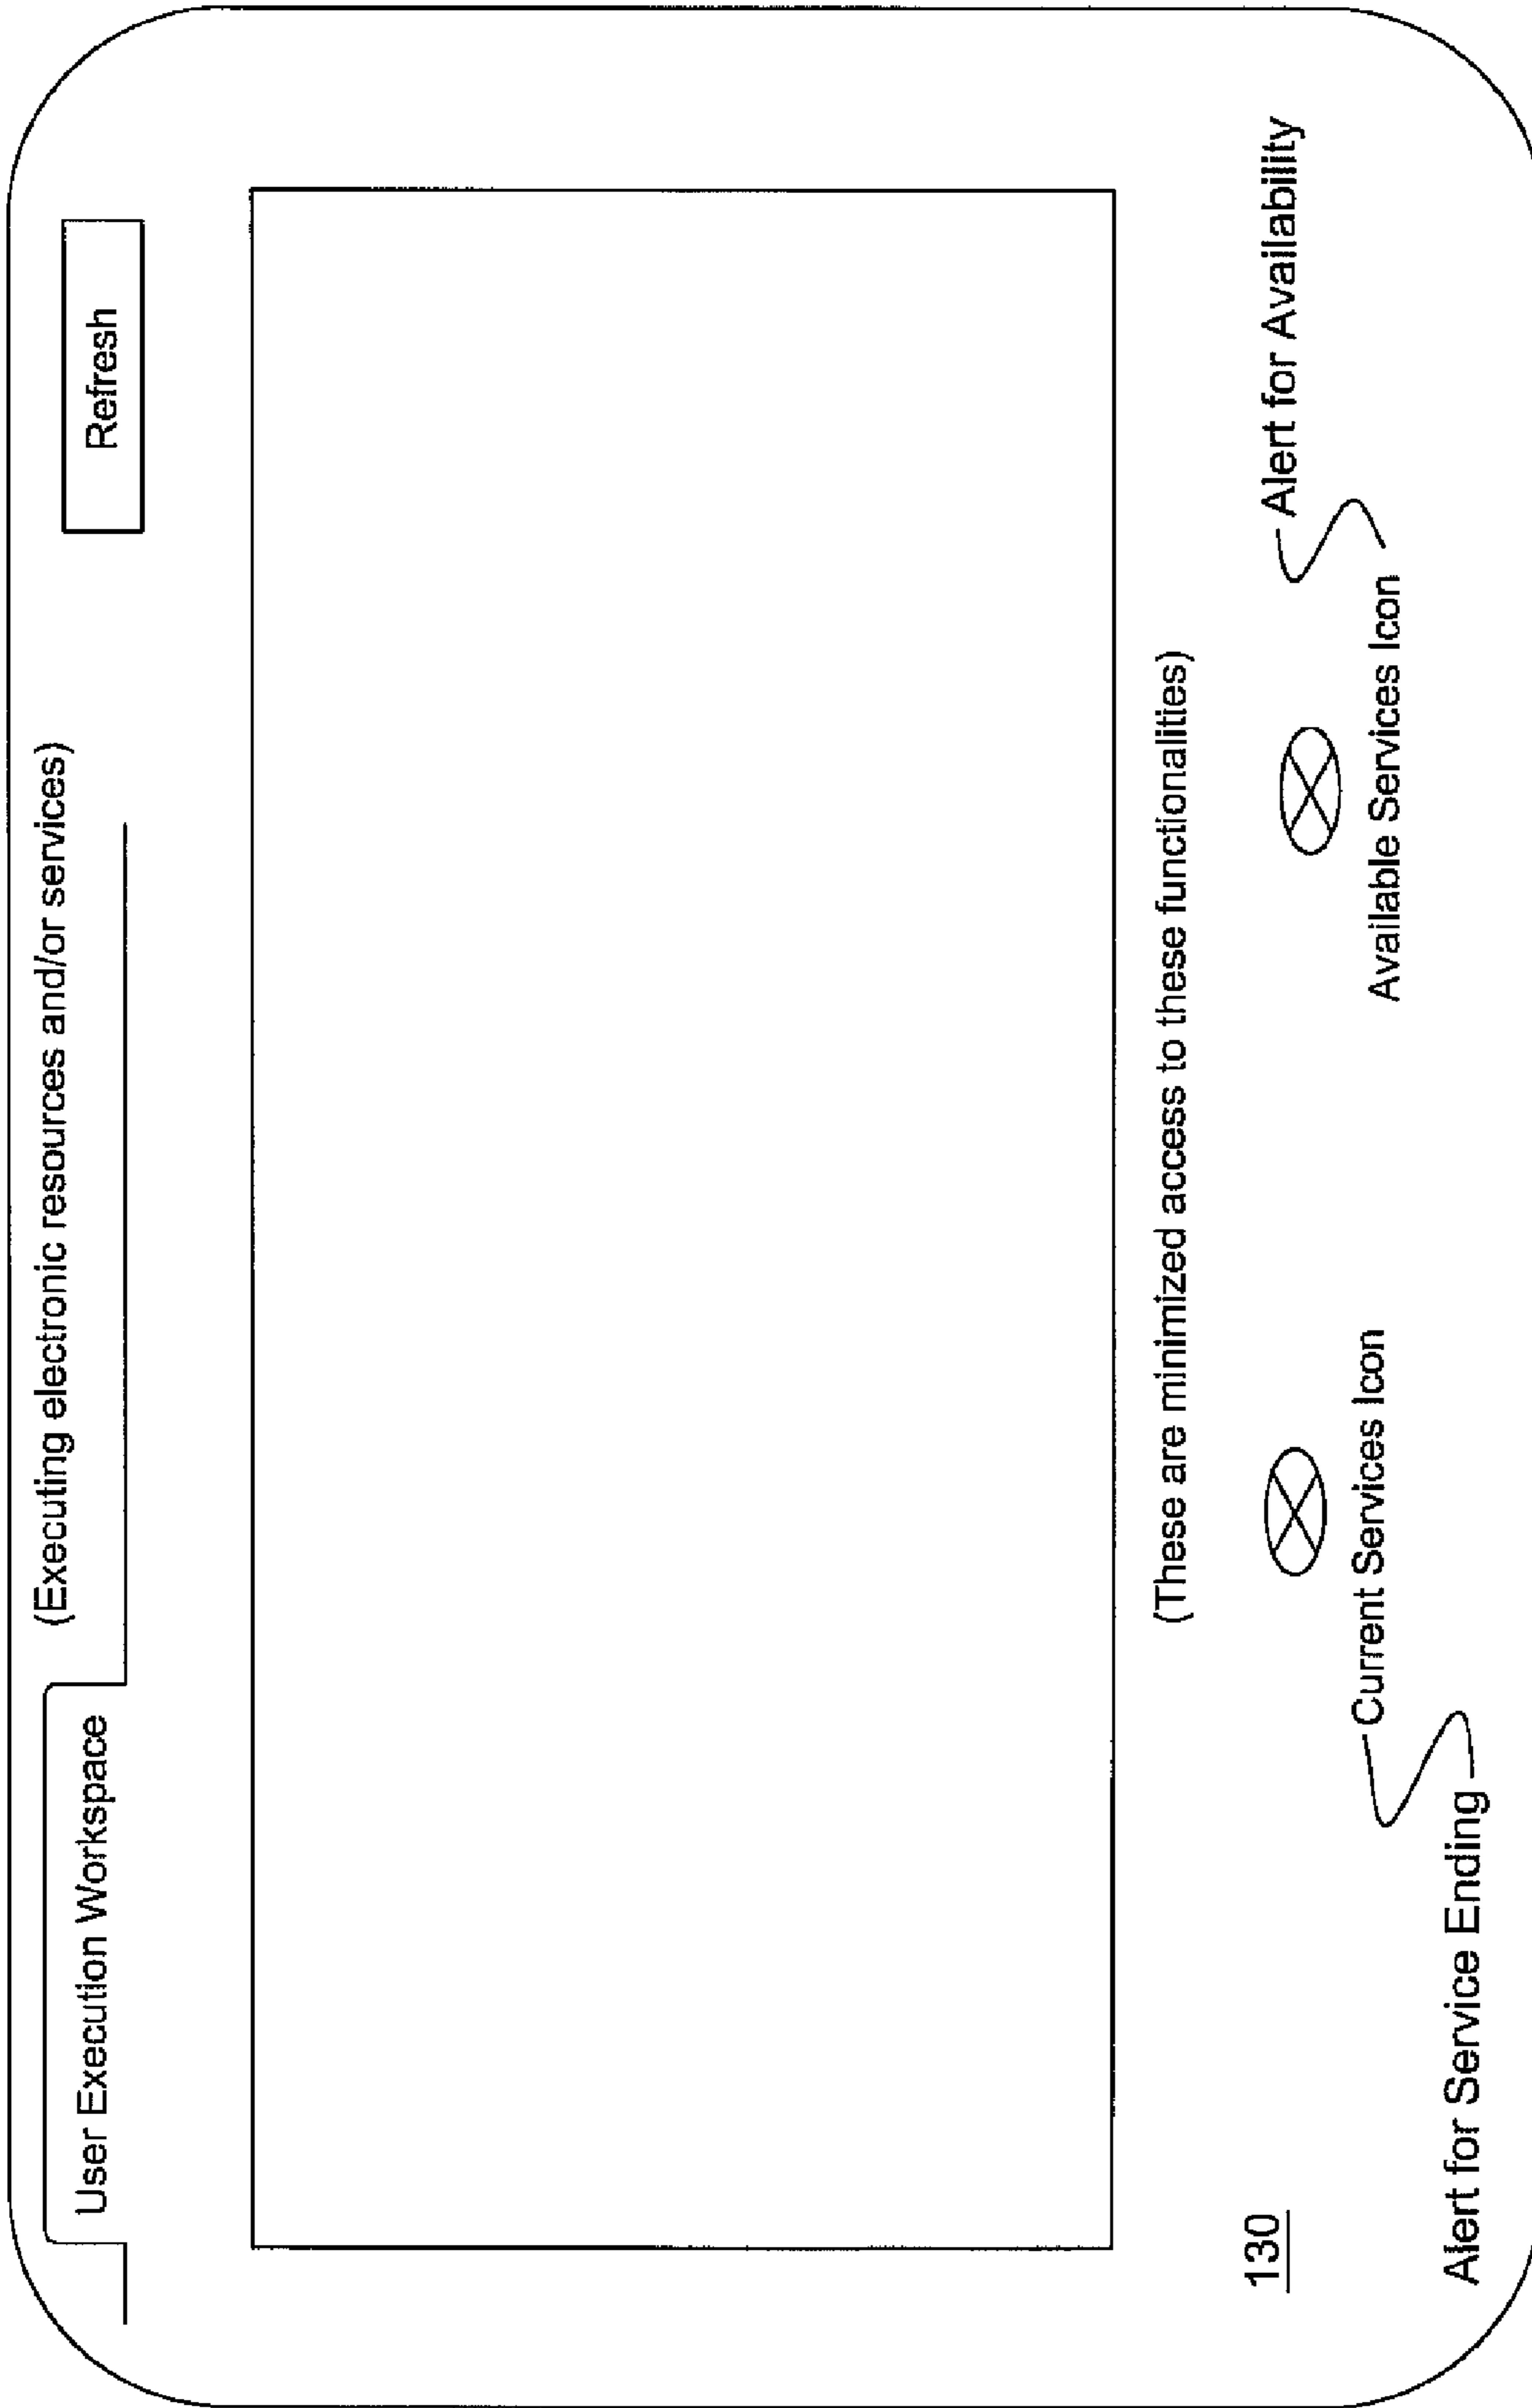 (Executing electronic resources and/or services)
User Execution Workspace
Refresh
(These are minimized access to these functionalities)
130
Alert for Availability
Current Services Icon
Available Services Icon
Alert for Service Ending